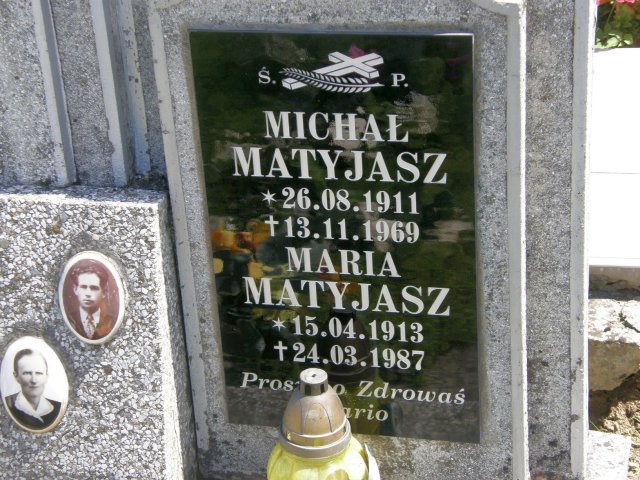 Ś. P.
MICHAŁ
MATYJASZ
* 26.08.1911
† 13.11.1969
MARIA
MATYJASZ
* 15.04.1913
† 24.03.1987
Zdrowaś